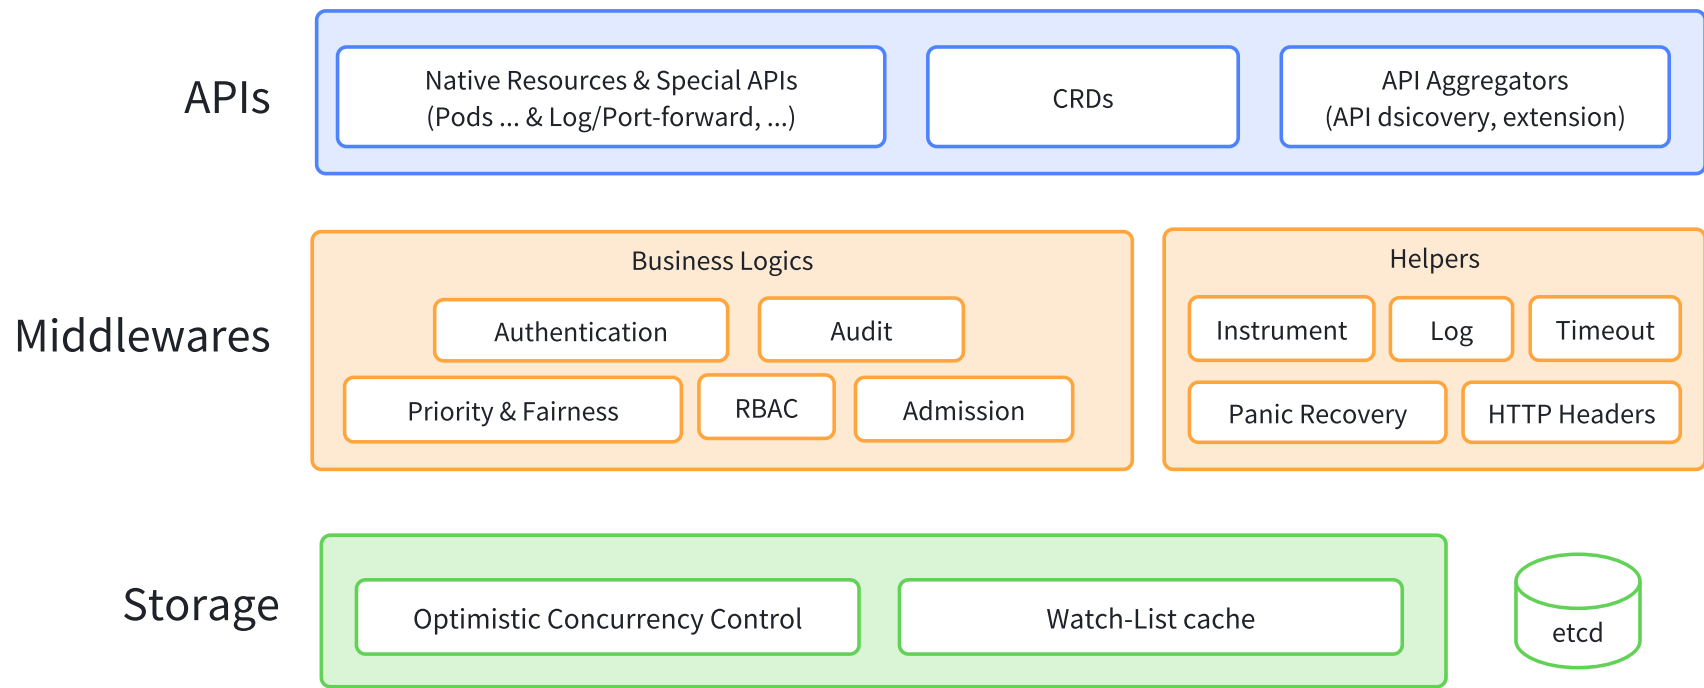 APIs
Native Resources & Special APIs
(Pods ... & Log/Port-forward, ...)
CRDs
API Aggregators
(API dsicovery, extension)
Middlewares
Business Logics
Authentication
Audit
Priority & Fairness
RBAC
Admission
Helpers
Instrument
Log
Timeout
Panic Recovery
HTTP Headers
Storage
Optimistic Concurrency Control
Watch-List cache
etcd